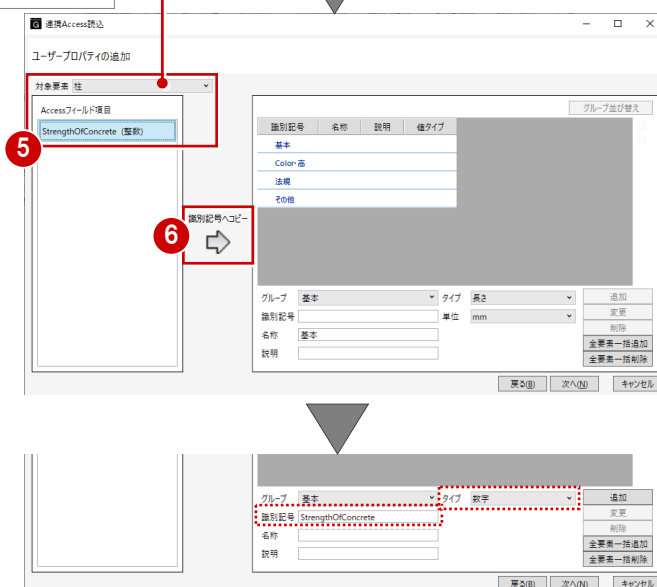 G 連携Access読込
ユーザープロパティの追加
対象要素 柱
Accessフィールド項目
StrengthOfConcrete (整数)
5
識別記号へコピー
6
グループ並び替え
識別記号 名称 説明 値タイプ
基本
Color・高
法規
その他
グループ 基本 タイプ 長さ 追加
識別記号 単位 mm 変更
名称 基本 削除
説明 全要素一括追加
全要素一括削除
戻る(B) 次へ(N) キャンセル
グループ 基本 タイプ 数字 追加
識別記号 StrengthOfConcrete 変更
名称 削除
説明 全要素一括追加
全要素一括削除
戻る(B) 次へ(N) キャンセル